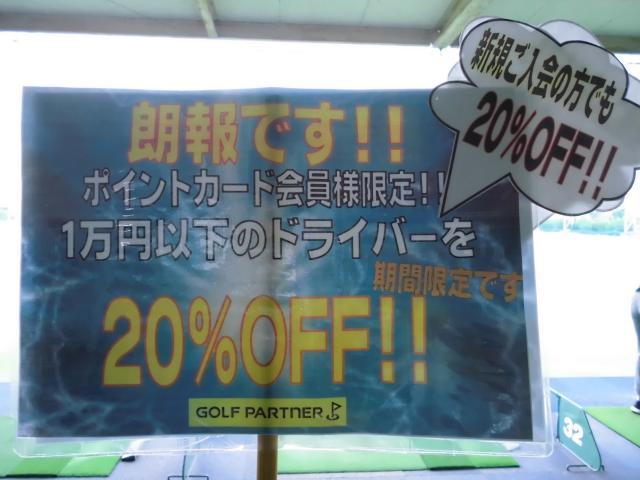 朗報です!!
ポイントカード会員様限定!!
1万円以下のドライバーを
期間限定です
20%OFF!!
GOLF PARTNER
新規ご入会の方でも
20%OFF!!
32